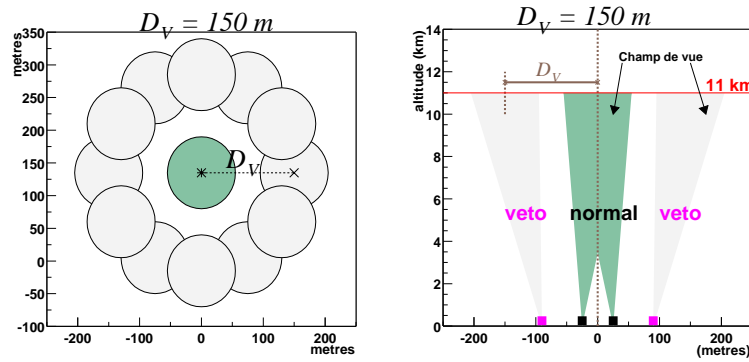 D_V = 150 m
metres
350
300
250
200
150
100
50
0
-50
-100
D_V
-200 -100 0 100 200
metres
D_V = 150 m
altitude (km)
14
12
10
8
6
4
2
0
D_V
Champ de vue
11 km
veto normal veto
-200 -100 0 100 200
(metres)